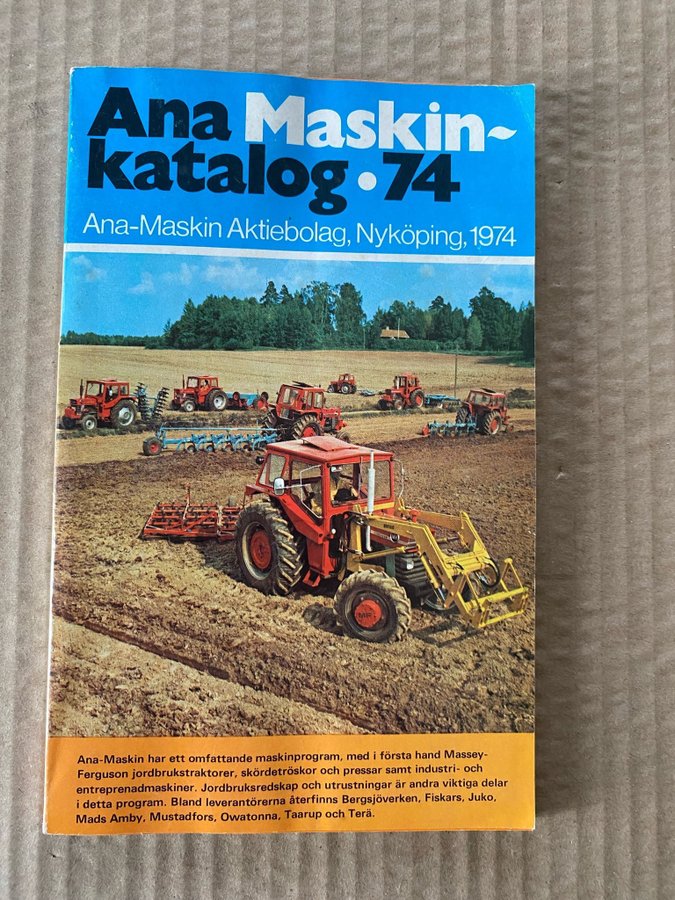 Ana Maskin-
katalog • 74
Ana-Maskin Aktiebolag, Nyköping, 1974
MF
Ana-Maskin har ett omfattande maskinprogram, med i första hand Massey-
Ferguson jordbrukstraktorer, skördetröskor och pressar samt industri- och
entreprenadmaskiner. Jordbruksredskap och utrustningar är andra viktiga delar
i detta program. Bland leverantörerna återfinns Bergsjöverken, Fiskars, Juko,
Mads Amby, Mustadfors, Owatonna, Taarup och Terä.